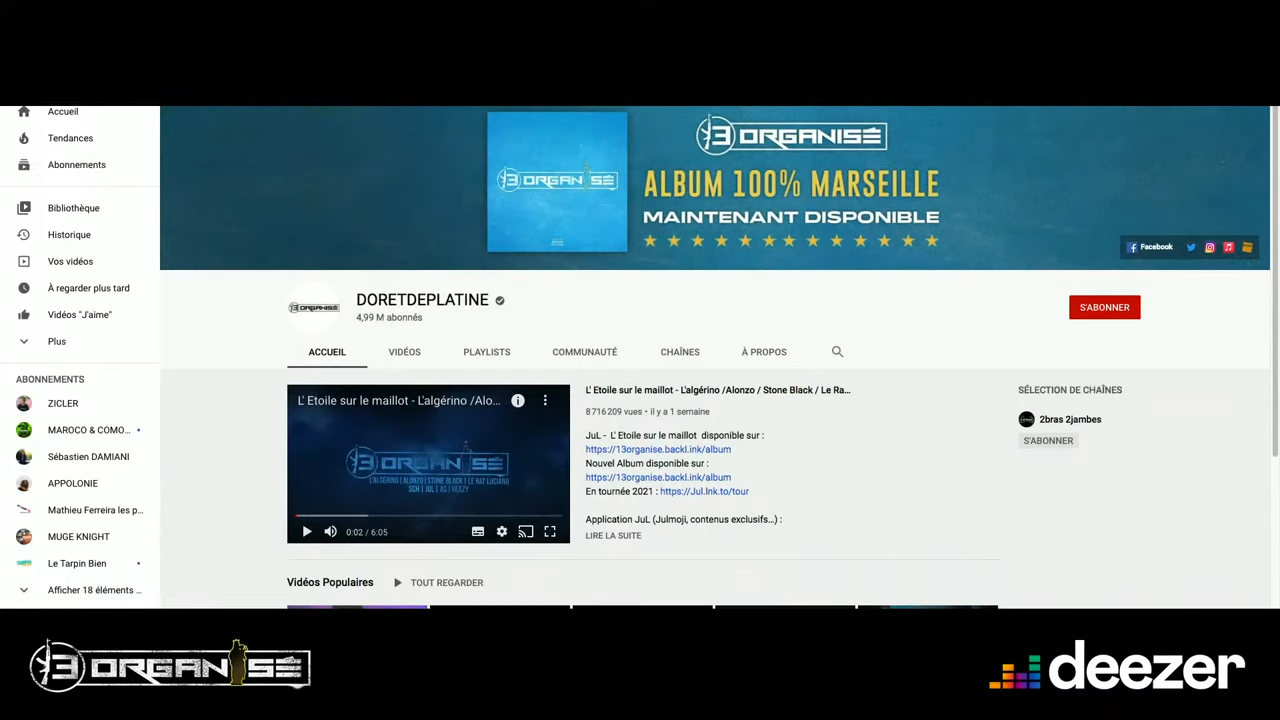 Accueil
Tendances
Abonnements
Bibliothèque
Historique
Vos vidéos
À regarder plus tard
Vidéos "J'aime"
Plus
ABONNEMENTS
ZICLER
MAROCO & COMO...
Sébastien DAMIANI
APPOLONIE
Mathieu Ferreira les p...
MUGE KNIGHT
Le Tarpin Bien
Afficher 18 éléments ...
13 ORGANISÉ
13 ORGANISÉ
ALBUM 100% MARSEILLE
MAINTENANT DISPONIBLE
Facebook
13 ORGANISÉ
DORETDEPLATINE
4,99 M abonnés
S'ABONNER
ACCUEIL VIDÉOS PLAYLISTS COMMUNAUTÉ CHAÎNES À PROPOS
L' Etoile sur le maillot - L'algérino /Alo...
13 ORGANISÉ
L'ALGÉRINO | ALONZO | STONE BLACK | LE RAT LUCIANO
SCH | JUL | AS | VEAZY
0:02 / 6:05
L' Etoile sur le maillot - L'algérino /Alonzo / Stone Black / Le Ra...
8 716 209 vues • il y a 1 semaine
JuL - L' Etoile sur le maillot disponible sur :
https://13organise.backl.ink/album
Nouvel Album disponible sur :
https://13organise.backl.ink/album
En tournée 2021 : https://Jul.lnk.to/tour
Application JuL (Julmoji, contenus exclusifs...) :
LIRE LA SUITE
SÉLECTION DE CHAÎNES
2bras 2jambes
S'ABONNER
Vidéos Populaires TOUT REGARDER
13 ORGANISÉ
deezer